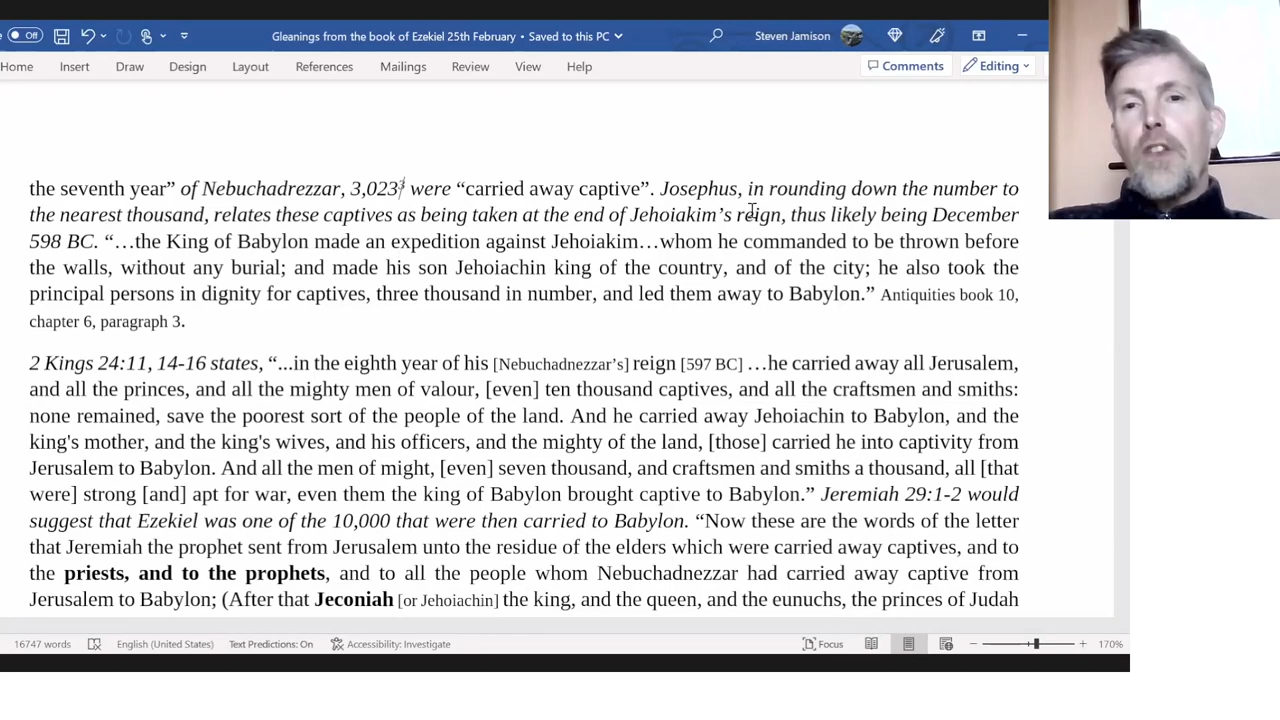 Off
Gleanings from the book of Ezekiel 25th February • Saved to this PC
Steven Jamison
Home Insert Draw Design Layout References Mailings Review View Help Comments Editing
the seventh year” of Nebuchadrezzar, 3,023³ were “carried away captive”. Josephus, in rounding down the number to
the nearest thousand, relates these captives as being taken at the end of Jehoiakim’s reign, thus likely being December
598 BC. “…the King of Babylon made an expedition against Jehoiakim…whom he commanded to be thrown before
the walls, without any burial; and made his son Jehoiachin king of the country, and of the city; he also took the
principal persons in dignity for captives, three thousand in number, and led them away to Babylon.” Antiquities book 10,
chapter 6, paragraph 3.
2 Kings 24:11, 14-16 states, “...in the eighth year of his [Nebuchadnezzar’s] reign [597 BC] …he carried away all Jerusalem,
and all the princes, and all the mighty men of valour, [even] ten thousand captives, and all the craftsmen and smiths:
none remained, save the poorest sort of the people of the land. And he carried away Jehoiachin to Babylon, and the
king's mother, and the king's wives, and his officers, and the mighty of the land, [those] carried he into captivity from
Jerusalem to Babylon. And all the men of might, [even] seven thousand, and craftsmen and smiths a thousand, all [that
were] strong [and] apt for war, even them the king of Babylon brought captive to Babylon.” Jeremiah 29:1-2 would
suggest that Ezekiel was one of the 10,000 that were then carried to Babylon. “Now these are the words of the letter
that Jeremiah the prophet sent from Jerusalem unto the residue of the elders which were carried away captives, and to
the priests, and to the prophets, and to all the people whom Nebuchadnezzar had carried away captive from
Jerusalem to Babylon; (After that Jeconiah [or Jehoiachin] the king, and the queen, and the eunuchs, the princes of Judah
16747 words English (United States) Text Predictions: On Accessibility: Investigate Focus 170%